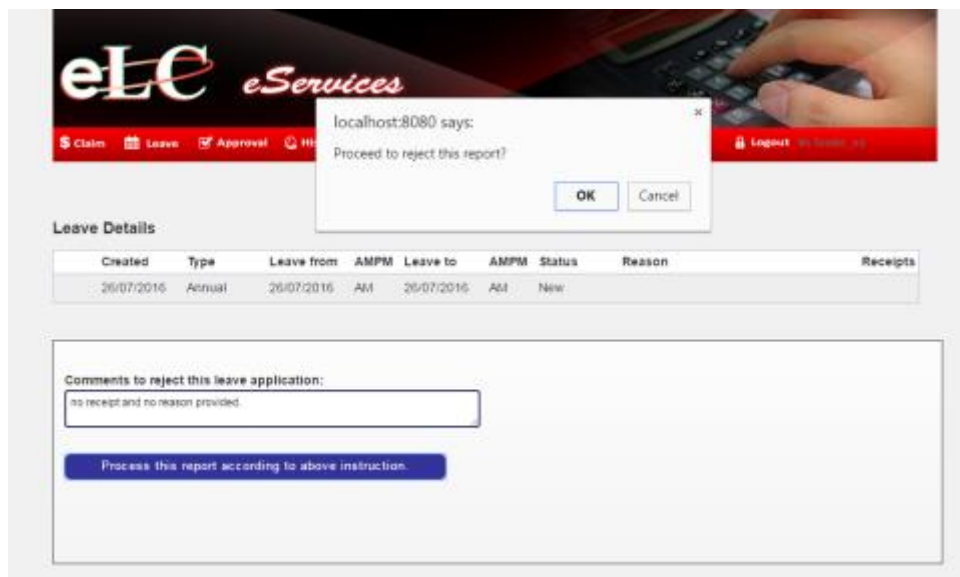 eLC eServices
localhost:8080 says:
Proceed to reject this report?
OK Cancel
$ Claim Leave Approval Logout
Leave Details
Created Type Leave from AMPM Leave to AMPM Status Reason Receipts
26/07/2016 Annual 26/07/2016 AM 26/07/2016 AM New
Comments to reject this leave application:
no receipt and no reason provided.
Process this report according to above instruction.